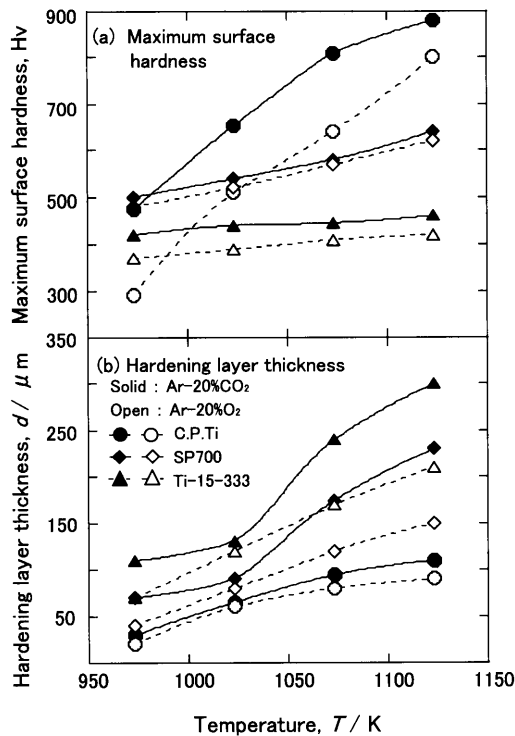 900
(a) Maximum surface
hardness
700
500
300
Maximum surface hardness, Hv
350
(b) Hardening layer thickness
Solid : Ar-20%CO₂
Open : Ar-20%O₂
C.P.Ti
SP700
Ti-15-333
250
150
50
Hardening layer thickness, d / μm
950 1000 1050 1100 1150
Temperature, T / K